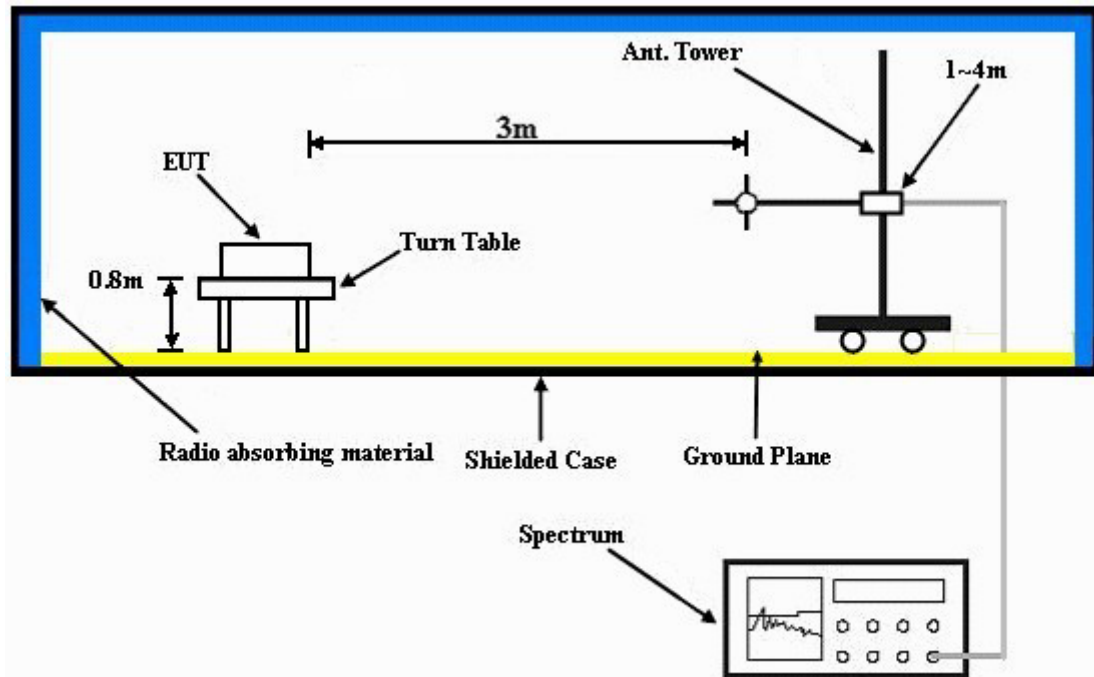 Ant. Tower
1~4m
3m
EUT
Turn Table
0.8m
Radio absorbing material
Shielded Case
Ground Plane
Spectrum